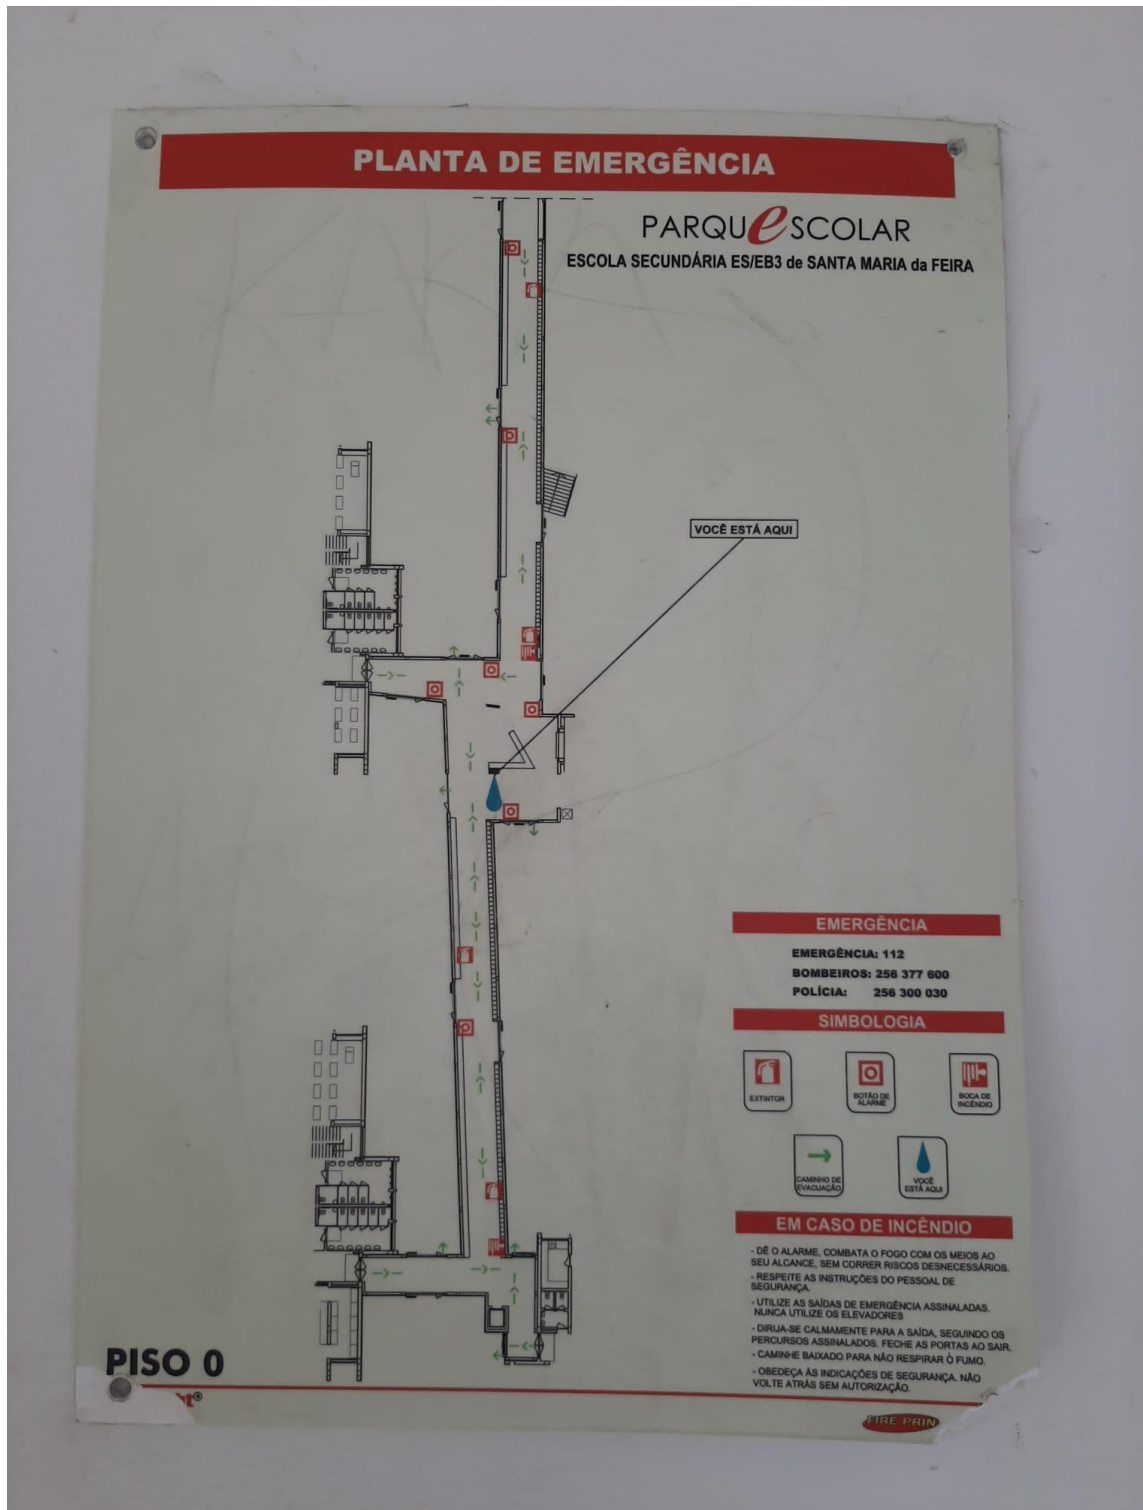 PLANTA DE EMERGÊNCIA
PARQUeSCOLAR
ESCOLA SECUNDÁRIA ES/EB3 de SANTA MARIA da FEIRA
VOCÊ ESTÁ AQUI
EMERGÊNCIA
EMERGÊNCIA: 112
BOMBEIROS: 256 377 600
POLÍCIA: 256 300 030
SIMBOLOGIA
EXTINTOR
BOTÃO DE
ALARME
BOCA DE
INCÊNDIO
CAMINHO DE
EVACUAÇÃO
VOCÊ
ESTÁ AQUI
EM CASO DE INCÊNDIO
- DÊ O ALARME, COMBATA O FOGO COM OS MEIOS AO
SEU ALCANCE, SEM CORRER RISCOS DESNECESSÁRIOS.
- RESPEITE AS INSTRUÇÕES DO PESSOAL DE
SEGURANÇA.
- UTILIZE AS SAÍDAS DE EMERGÊNCIA ASSINALADAS.
NUNCA UTILIZE OS ELEVADORES
- DIRIJA-SE CALMAMENTE PARA A SAÍDA, SEGUINDO OS
PERCURSOS ASSINALADOS. FECHE AS PORTAS AO SAIR.
- CAMINHE BAIXADO PARA NÃO RESPIRAR O FUMO.
- OBEDEÇA ÀS INDICAÇÕES DE SEGURANÇA. NÃO
VOLTE ATRÁS SEM AUTORIZAÇÃO.
PISO 0
FIRE PRIN